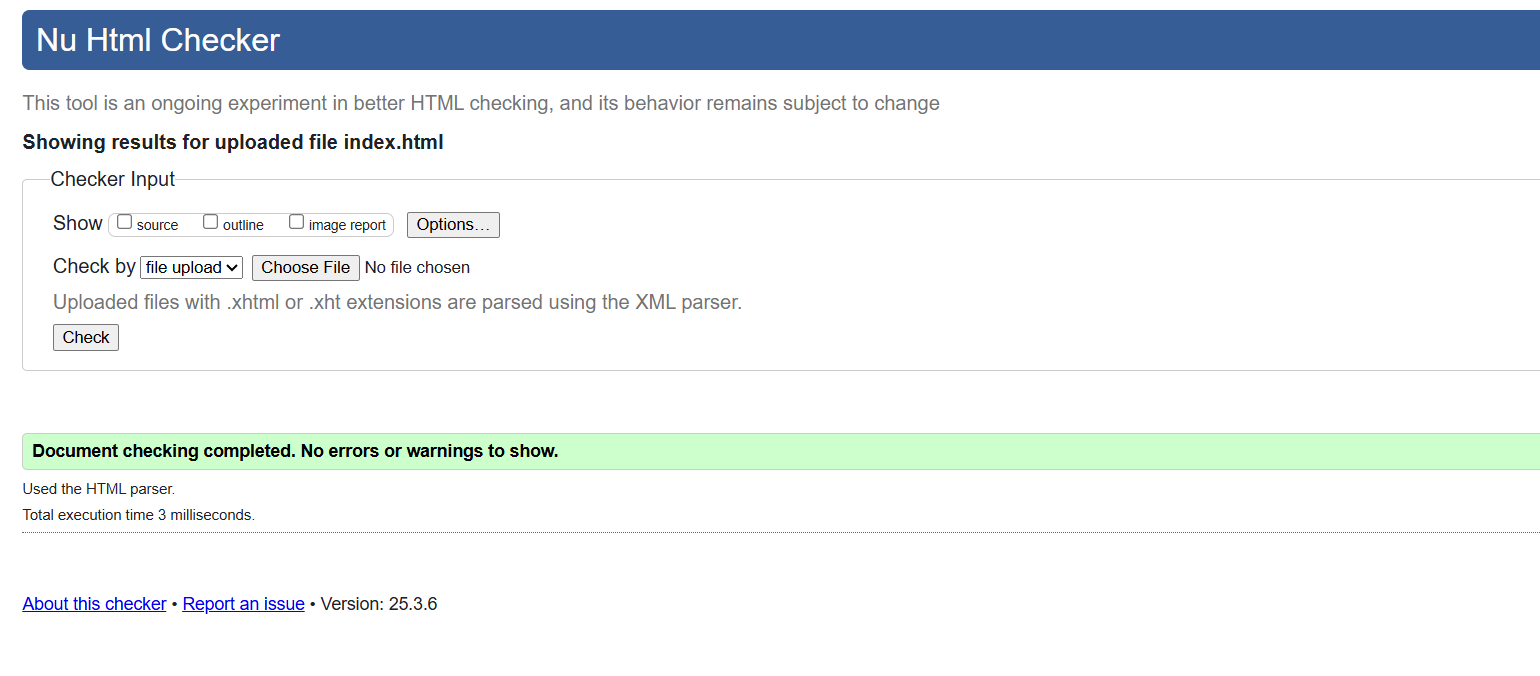 Nu Html Checker
This tool is an ongoing experiment in better HTML checking, and its behavior remains subject to change
Showing results for uploaded file index.html
Checker Input
Show source outline image report Options…
Check by file upload Choose File No file chosen
Uploaded files with .xhtml or .xht extensions are parsed using the XML parser.
Check
Document checking completed. No errors or warnings to show.
Used the HTML parser.
Total execution time 3 milliseconds.
About this checker • Report an issue • Version: 25.3.6